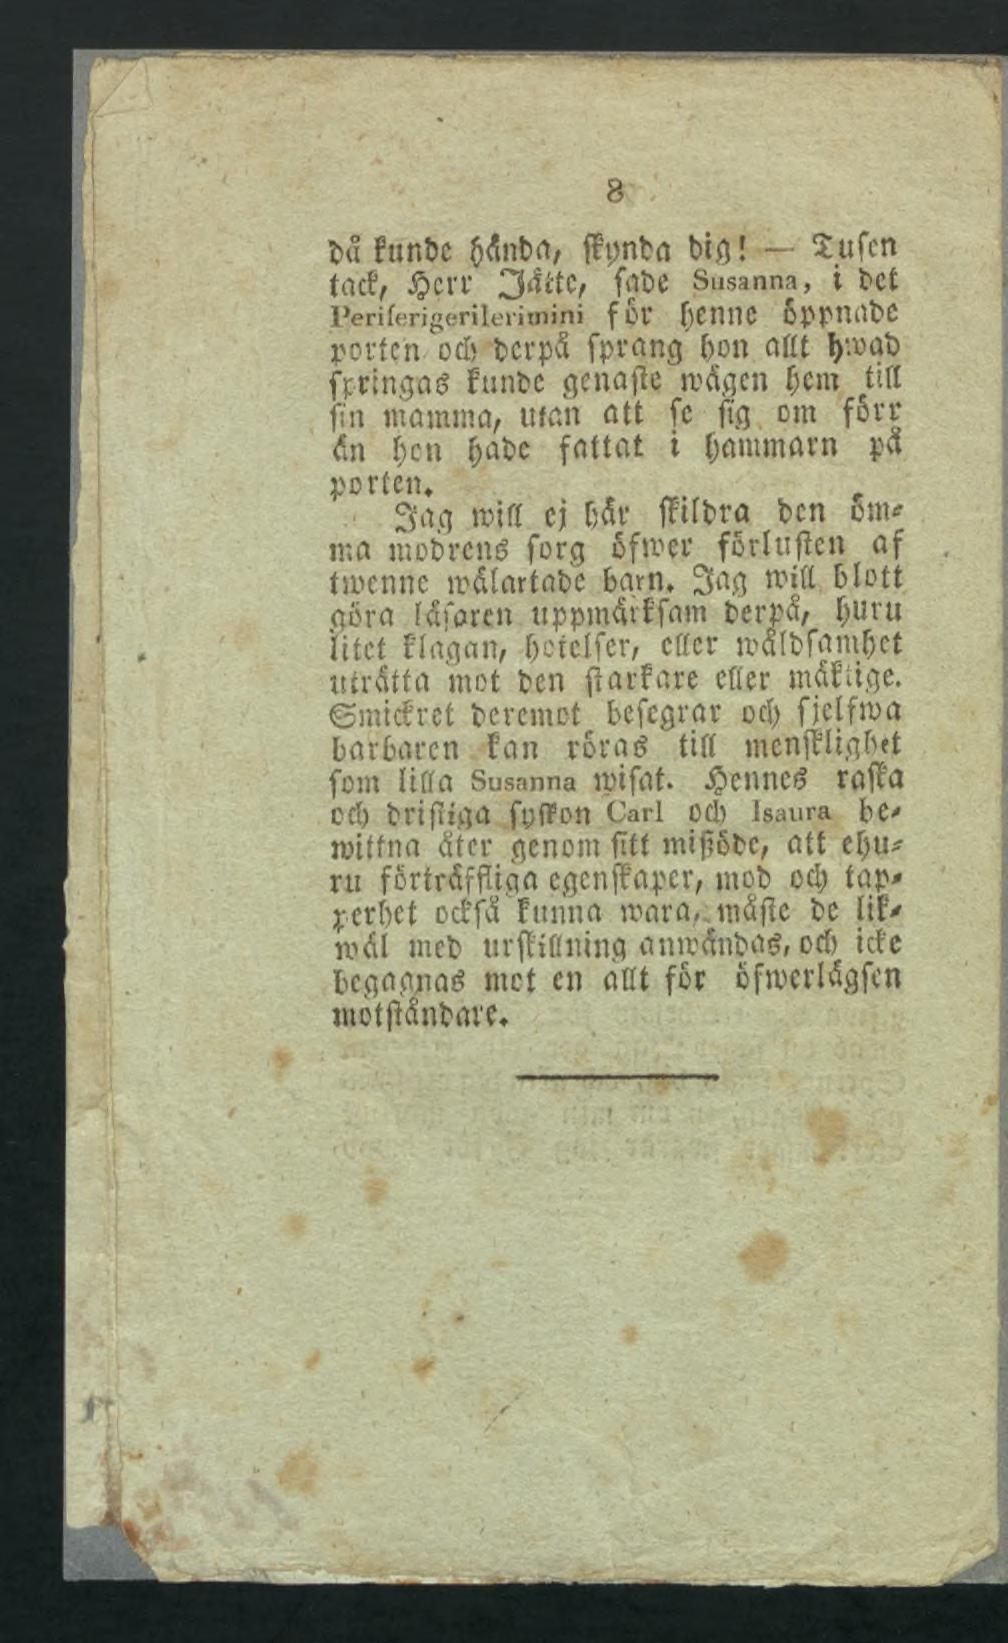 8
då kunde hända, skynda dig! — Tusen
tack, Herr Jätte, sade Susanna, i det
Periferigerilerimini för henne öppnade
porten och derpå sprang hon allt hwad
springas kunde genaste wägen hem till
sin mamma, utan att se sig om förr
än hon hade fattat i hammarn på
porten.
Jag will ej här skildra den öm-
ma modrens sorg öfwer förlusten af
twenne wälartade barn. Jag will blott
göra läsaren uppmärksam derpå, huru
litet klagan, hotelser, eller wåldsamhet
uträtta mot den starkare eller mäktige.
Smickret deremot besegrar och sjelfwa
barbaren kan röras till mensklighet
som lilla Susanna wisat. Hennes raska
och dristiga syskon Carl och Isaura be-
wittna åter genom sitt mißöde, att ehu-
ru förträffliga egenskaper, mod och tap-
perhet också kunna wara, måste de lik-
wäl med urskillning anwändas, och icke
begagnas mot en allt för öfwerlägsen
motståndare.